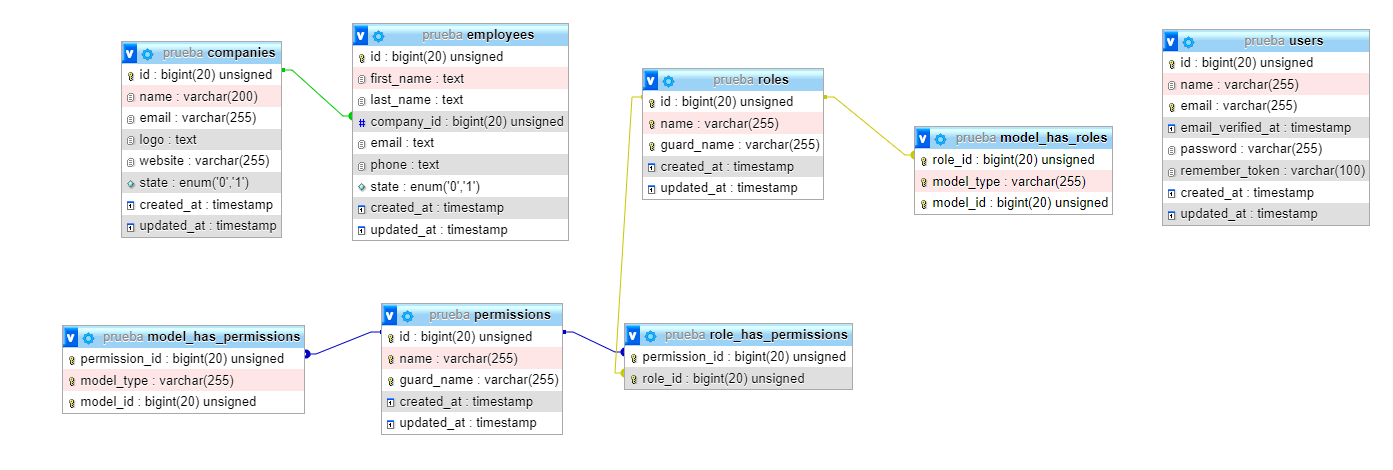 prueba companies
id : bigint(20) unsigned
name : varchar(200)
email : varchar(255)
logo : text
website : varchar(255)
state : enum('0','1')
created_at : timestamp
updated_at : timestamp
prueba employees
id : bigint(20) unsigned
first_name : text
last_name : text
company_id : bigint(20) unsigned
email : text
phone : text
state : enum('0','1')
created_at : timestamp
updated_at : timestamp
prueba roles
id : bigint(20) unsigned
name : varchar(255)
guard_name : varchar(255)
created_at : timestamp
updated_at : timestamp
prueba model_has_roles
role_id : bigint(20) unsigned
model_type : varchar(255)
model_id : bigint(20) unsigned
prueba users
id : bigint(20) unsigned
name : varchar(255)
email : varchar(255)
email_verified_at : timestamp
password : varchar(255)
remember_token : varchar(100)
created_at : timestamp
updated_at : timestamp
prueba model_has_permissions
permission_id : bigint(20) unsigned
model_type : varchar(255)
model_id : bigint(20) unsigned
prueba permissions
id : bigint(20) unsigned
name : varchar(255)
guard_name : varchar(255)
created_at : timestamp
updated_at : timestamp
prueba role_has_permissions
permission_id : bigint(20) unsigned
role_id : bigint(20) unsigned